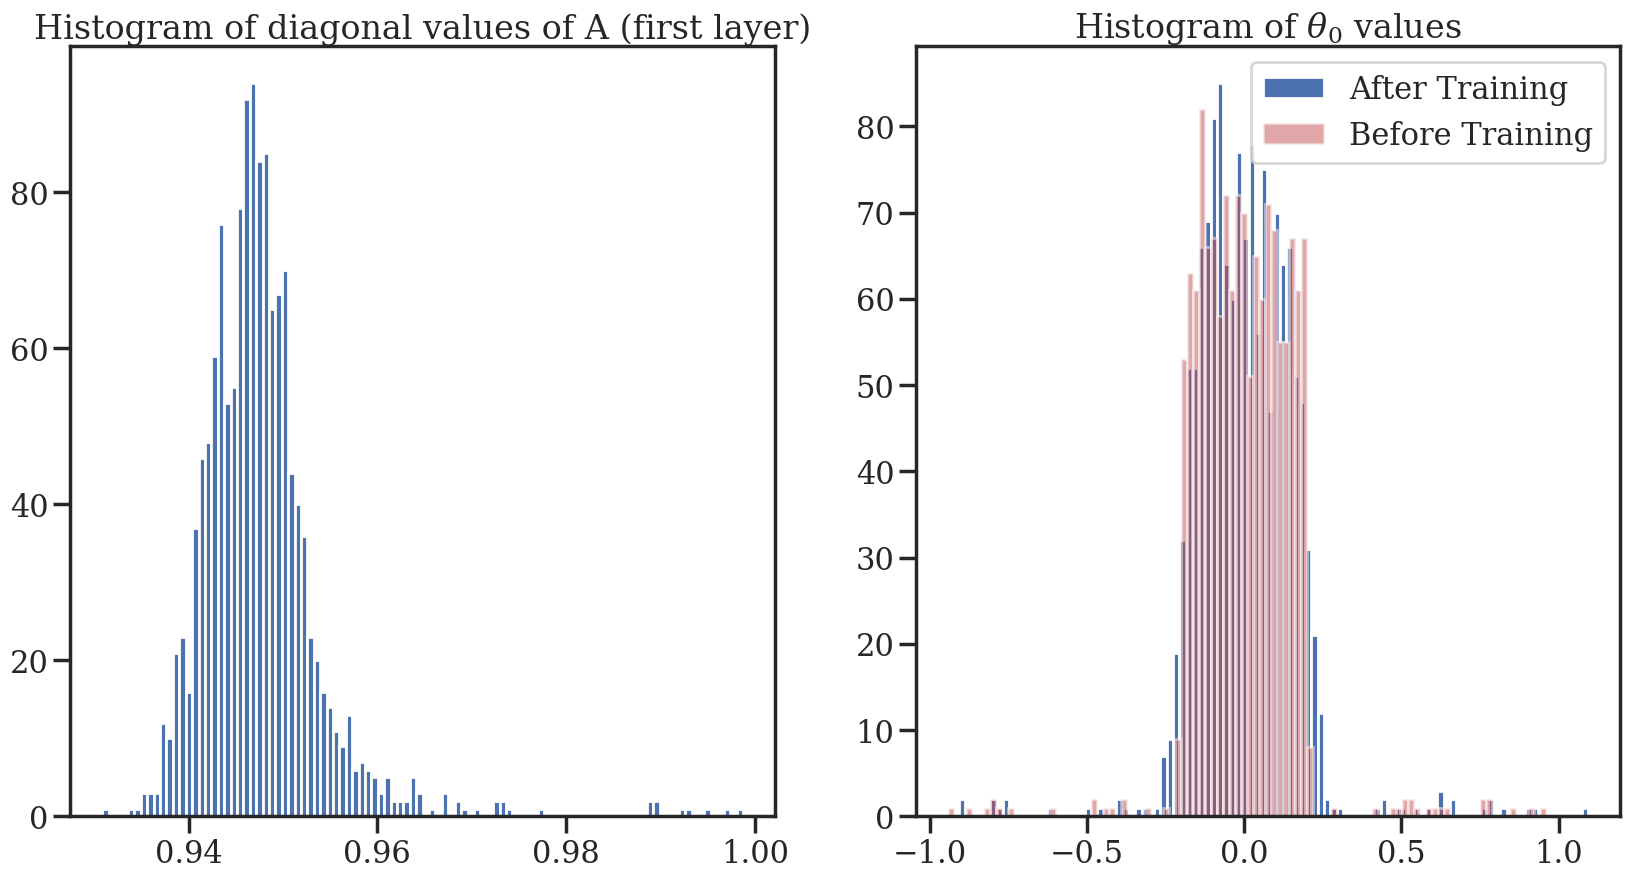 Histogram of diagonal values of A (first layer)
80
60
40
20
0
0.94 0.96 0.98 1.00
Histogram of θ₀ values
After Training
Before Training
80
70
60
50
40
30
20
10
0
−1.0 −0.5 0.0 0.5 1.0